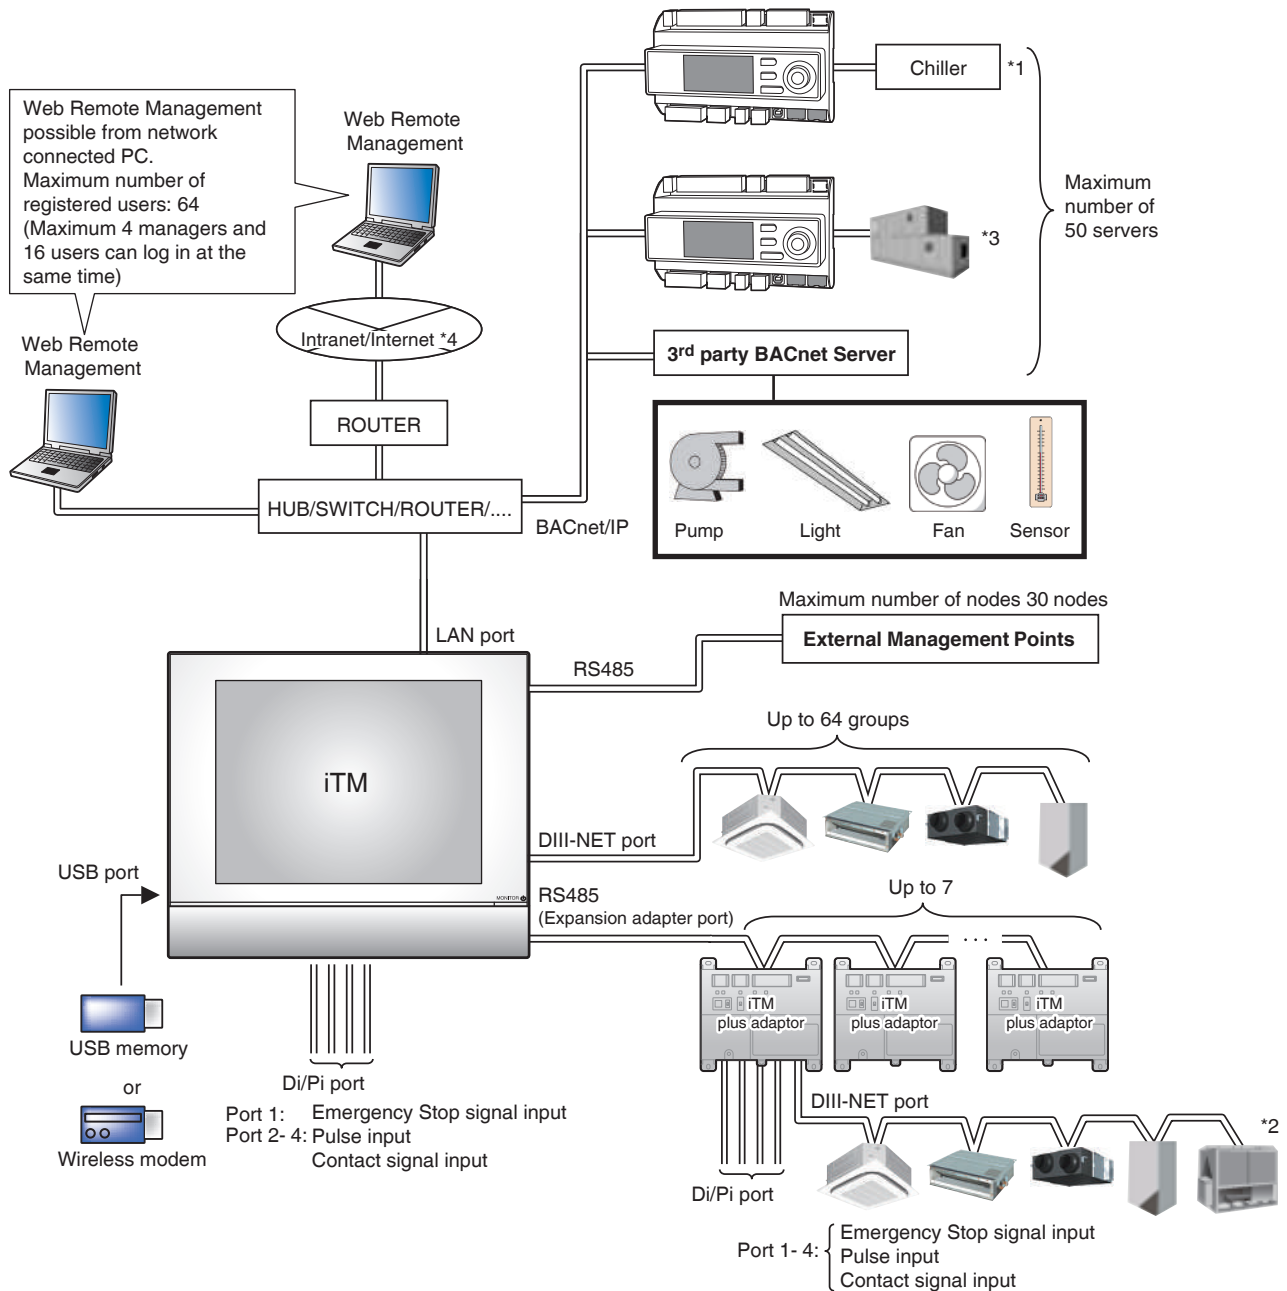 Web Remote Management
possible from network
connected PC.
Maximum number of
registered users: 64
(Maximum 4 managers and
16 users can log in at the
same time)
Web Remote
Management
Web Remote
Management
Intranet/Internet *4
ROUTER
HUB/SWITCH/ROUTER/....
BACnet/IP
Chiller
*1
*3
Maximum
number of
50 servers
3rd party BACnet Server
Pump
Light
Fan
Sensor
LAN port
Maximum number of nodes 30 nodes
External Management Points
RS485
iTM
MONITOR
Up to 64 groups
DIII-NET port
USB port
RS485
(Expansion adapter port)
Up to 7
. . .
iTM
plus adaptor
iTM
plus adaptor
iTM
plus adaptor
USB memory
or
Wireless modem
Di/Pi port
Port 1: Emergency Stop signal input
Port 2- 4: Pulse input
Contact signal input
DIII-NET port
*2
Di/Pi port
Port 1- 4:
Emergency Stop signal input
Pulse input
Contact signal input